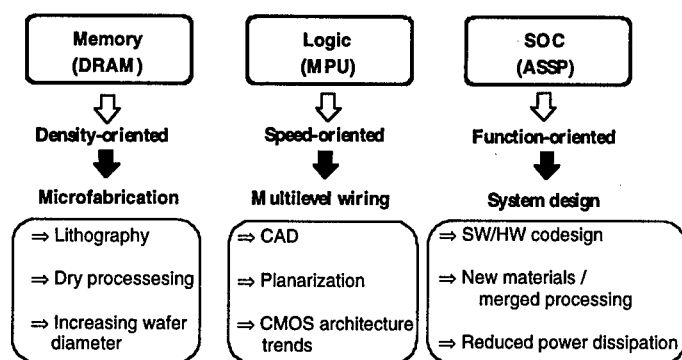 Memory
(DRAM)
Logic
(MPU)
SOC
(ASSP)
Density-oriented
Speed-oriented
Function-oriented
Microfabrication
Multilevel wiring
System design
⇒ Lithography
⇒ Dry processesing
⇒ Increasing wafer
diameter
⇒ CAD
⇒ Planarization
⇒ CMOS architecture
trends
⇒ SW/HW codesign
⇒ New materials /
merged processing
⇒ Reduced power dissipation